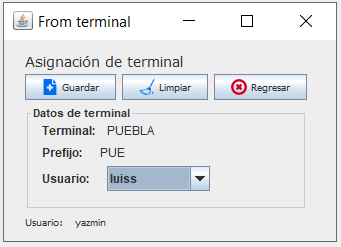 From terminal
Asignación de terminal
Guardar Limpiar Regresar
Datos de terminal
Terminal: PUEBLA
Prefijo: PUE
Usuario: luiss
Usuario: yazmin